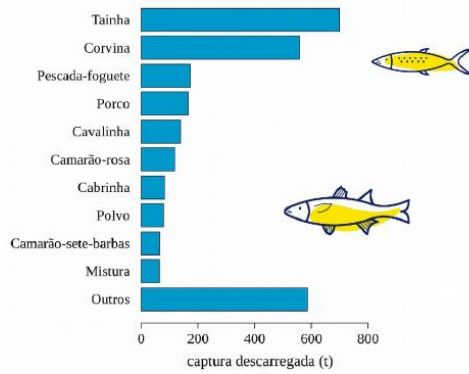 Tainha
Corvina
Pescada-foguete
Porco
Cavalinha
Camarão-rosa
Cabrinha
Polvo
Camarão-sete-barbas
Mistura
Outros
0 200 400 600 800
captura descarregada (t)